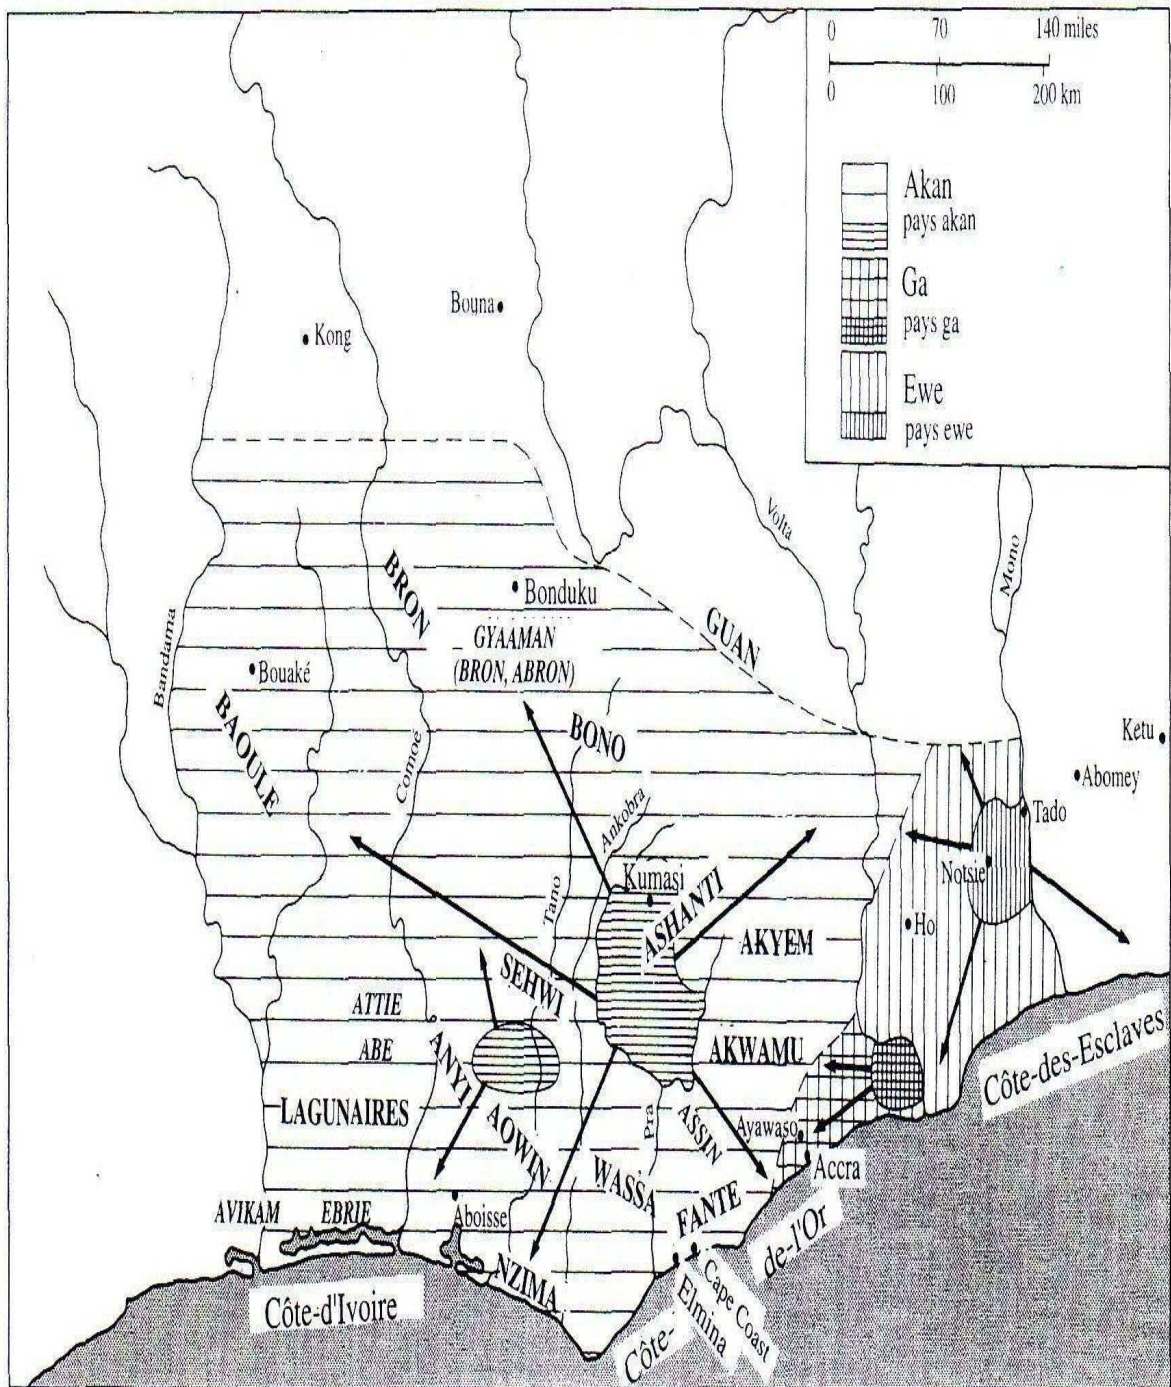 0 70 140 miles
0 100 200 km
Akan
pays akan
Ga
pays ga
Ewe
pays ewe
Bouna
Kong
Volta
Mono
BRON
Bonduku
GYAAMAN
(BRON, ABRON)
GUAN
Bandama
Bouaké
BAOULE
Comoé
BONO
Ketu
Abomey
Tado
Ankobra
Kumasi
Notsie
Tano
ASHANTI
Ho
AKYEM
SEHWI
ATTIE
ABE
ANYI
AKWAMU
Côte-des-Esclaves
LAGUNAIRES
AOWIN
Pra
ASSIN
Ayawaso
Accra
WASSA
FANTE
AVIKAM
EBRIE
Aboisse
NZIMA
Côte-d'Ivoire
Côte-
de-l'Or
Elmina
Cape Coast